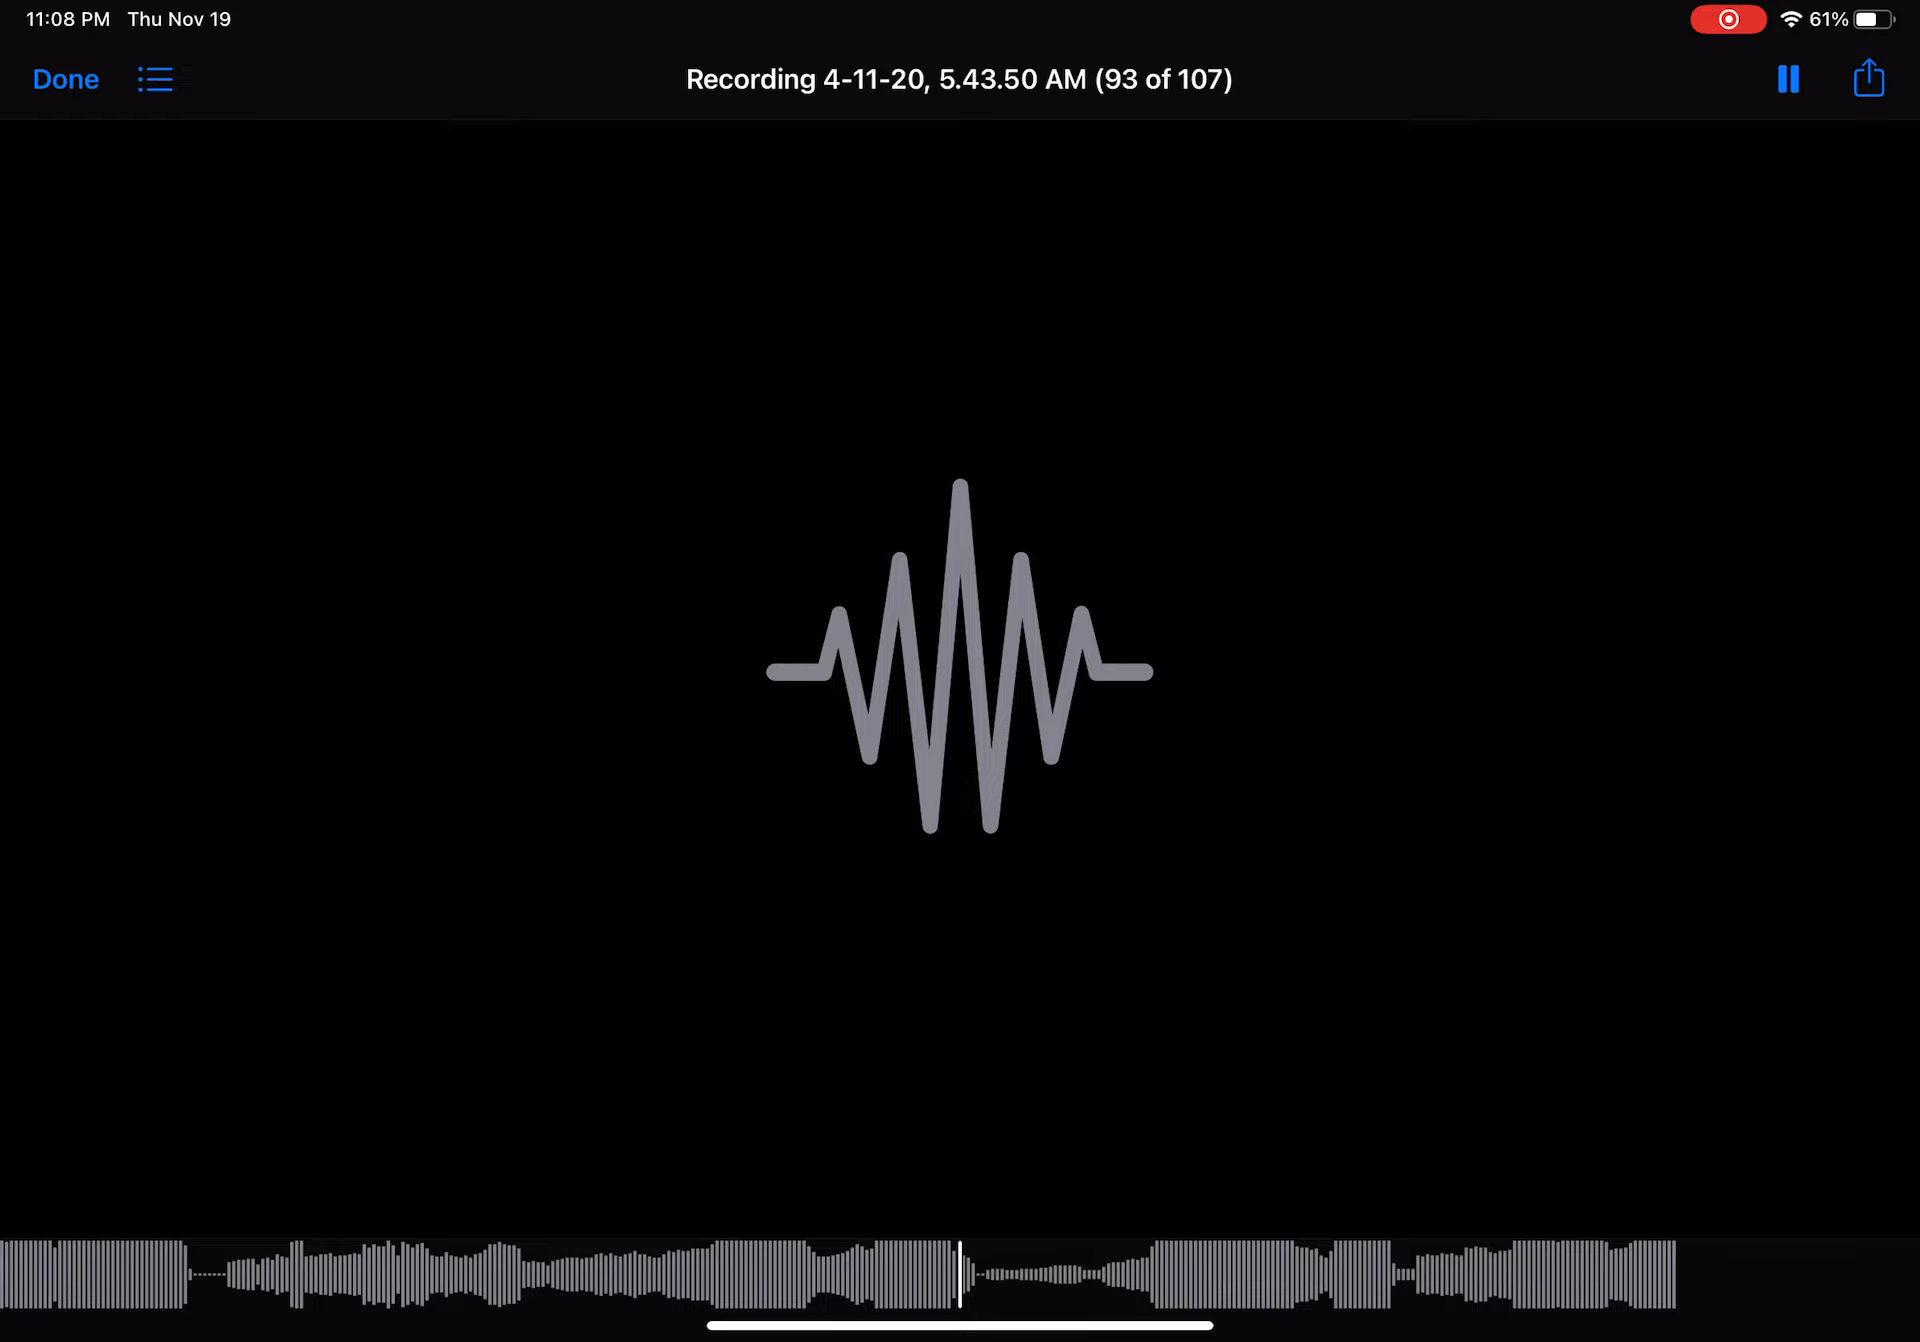 11:08 PM Thu Nov 19
61%
Done
Recording 4-11-20, 5.43.50 AM (93 of 107)